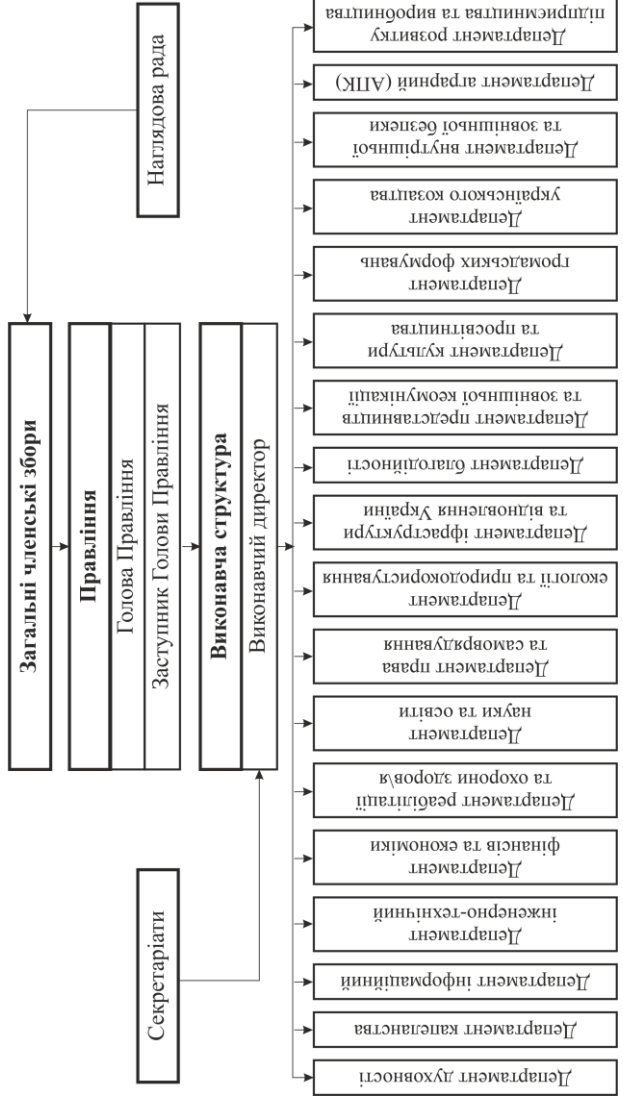 Загальні членські збори
Правління
Голова Правління
Заступник Голови Правління
Секретаріати
Наглядова рада
Виконавча структура
Виконавчий директор
Департамент духовності
Департамент капеланства
Департамент інформаційний
Департамент
інженерно-технічний
Департамент
фінансів та економіки
Департамент реабілітації
та охорони здоров\я
Департамент
науки та освіти
Департамент права
та самоврядування
Департамент
екології та природокористування
Департамент іфраструктури
та відновлення України
Департамент благодійності
Департамент представництв
та зовнішньої кеомунікації
Департамент культури
та просвітництва
Департамент
громадських формувань
Департамент
українського козацтва
Департамент внутрішньої
та зовнішньої безпеки
Департамент аграрний (АПК)
Департамент розвитку
підприємництва та виробництва